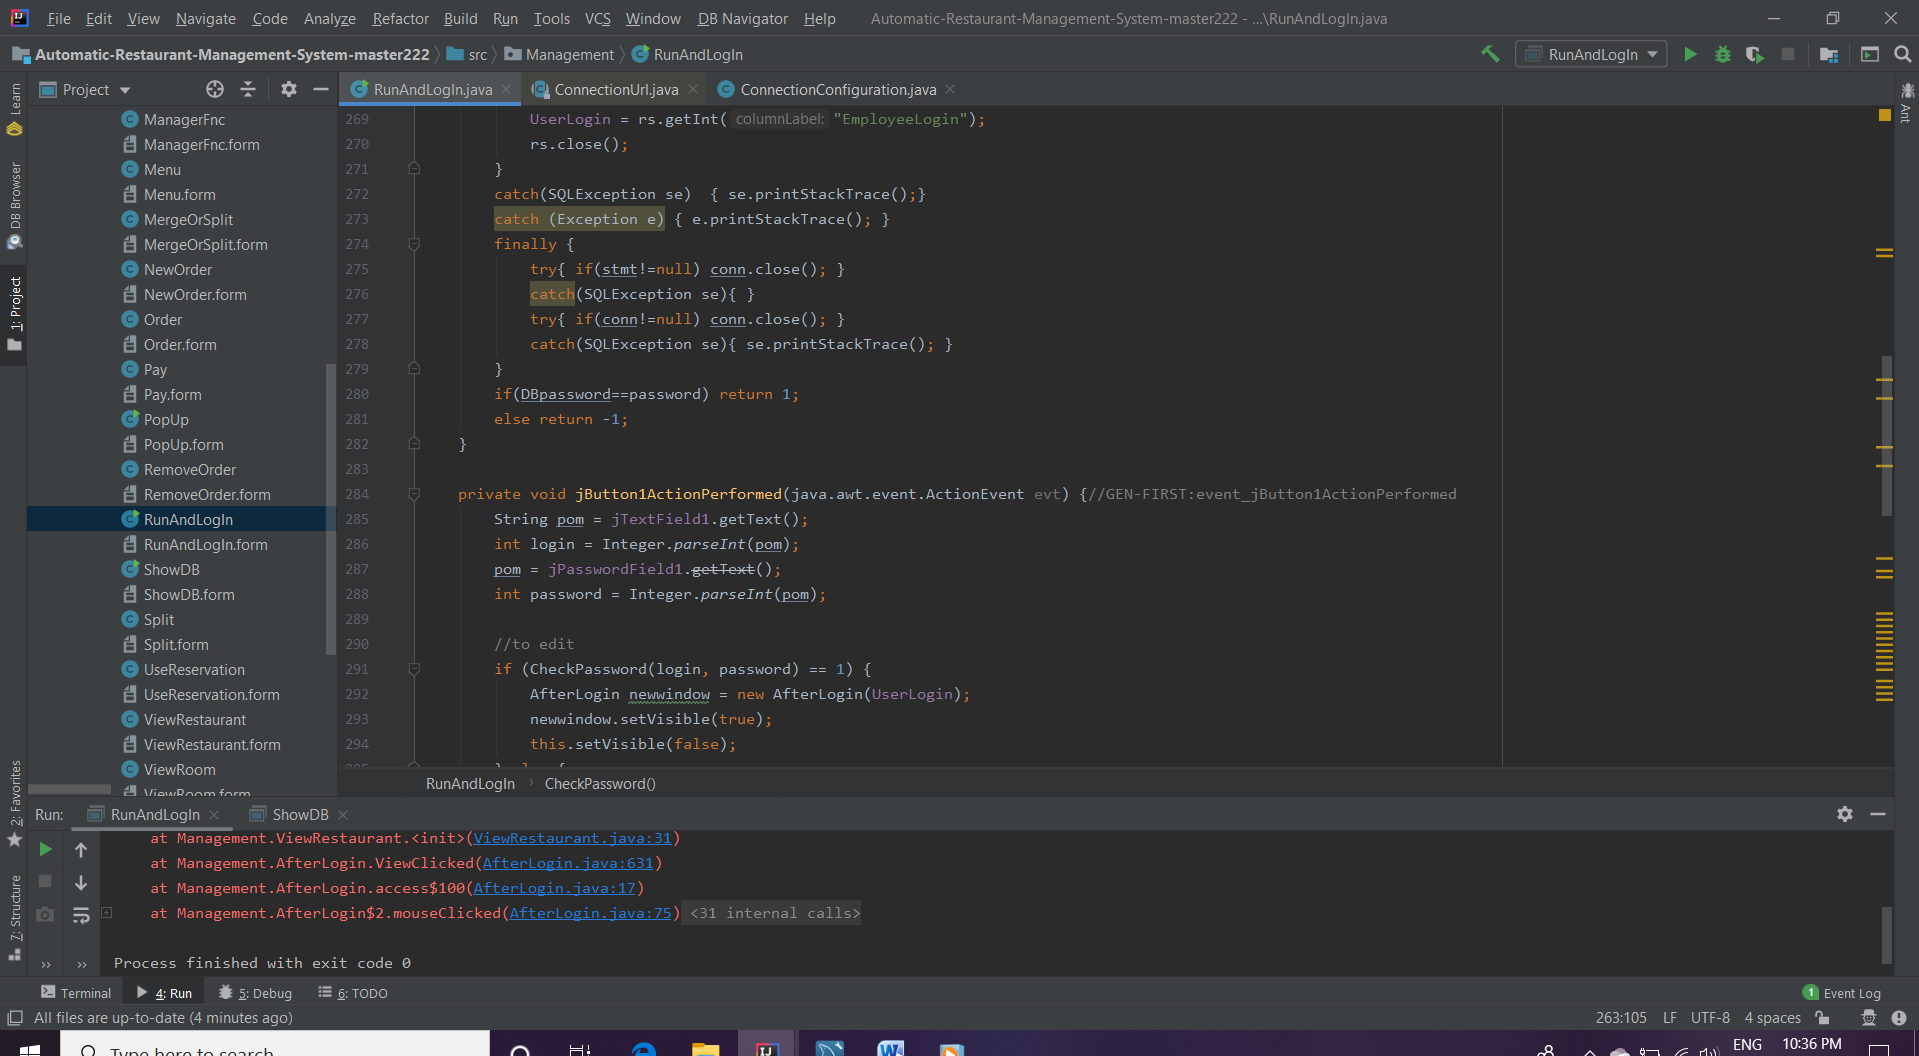 File Edit View Navigate Code Analyze Refactor Build Run Tools VCS Window DB Navigator Help Automatic-Restaurant-Management-System-master222 - ...\RunAndLogIn.java
Automatic-Restaurant-Management-System-master222 src Management RunAndLogIn RunAndLogIn
Project RunAndLogIn.java ConnectionUrl.java ConnectionConfiguration.java
Learn
DB Browser
1: Project
2: Favorites
7: Structure
Ant
ManagerFnc
ManagerFnc.form
Menu
Menu.form
MergeOrSplit
MergeOrSplit.form
NewOrder
NewOrder.form
Order
Order.form
Pay
Pay.form
PopUp
PopUp.form
RemoveOrder
RemoveOrder.form
RunAndLogIn
RunAndLogIn.form
ShowDB
ShowDB.form
Split
Split.form
UseReservation
UseReservation.form
ViewRestaurant
ViewRestaurant.form
ViewRoom
ViewRoom.form
269 UserLogin = rs.getInt( columnLabel: "EmployeeLogin");
270 rs.close();
271 }
272 catch(SQLException se) { se.printStackTrace();}
273 catch (Exception e) { e.printStackTrace(); }
274 finally {
275 try{ if(stmt!=null) conn.close(); }
276 catch(SQLException se){ }
277 try{ if(conn!=null) conn.close(); }
278 catch(SQLException se){ se.printStackTrace(); }
279 }
280 if(DBpassword==password) return 1;
281 else return -1;
282 }
283
284 private void jButton1ActionPerformed(java.awt.event.ActionEvent evt) {//GEN-FIRST:event_jButton1ActionPerformed
285 String pom = jTextField1.getText();
286 int login = Integer.parseInt(pom);
287 pom = jPasswordField1.getText();
288 int password = Integer.parseInt(pom);
289
290 //to edit
291 if (CheckPassword(login, password) == 1) {
292 AfterLogin newwindow = new AfterLogin(UserLogin);
293 newwindow.setVisible(true);
294 this.setVisible(false);
RunAndLogIn › CheckPassword()
Run: RunAndLogIn ShowDB
at Management.ViewRestaurant.<init>(ViewRestaurant.java:31)
at Management.AfterLogin.ViewClicked(AfterLogin.java:631)
at Management.AfterLogin.access$100(AfterLogin.java:17)
at Management.AfterLogin$2.mouseClicked(AfterLogin.java:75) <31 internal calls>
Process finished with exit code 0
Terminal 4: Run 5: Debug 6: TODO 1 Event Log
All files are up-to-date (4 minutes ago) 263:105 LF UTF-8 4 spaces
Type here to search ENG 10:36 PM